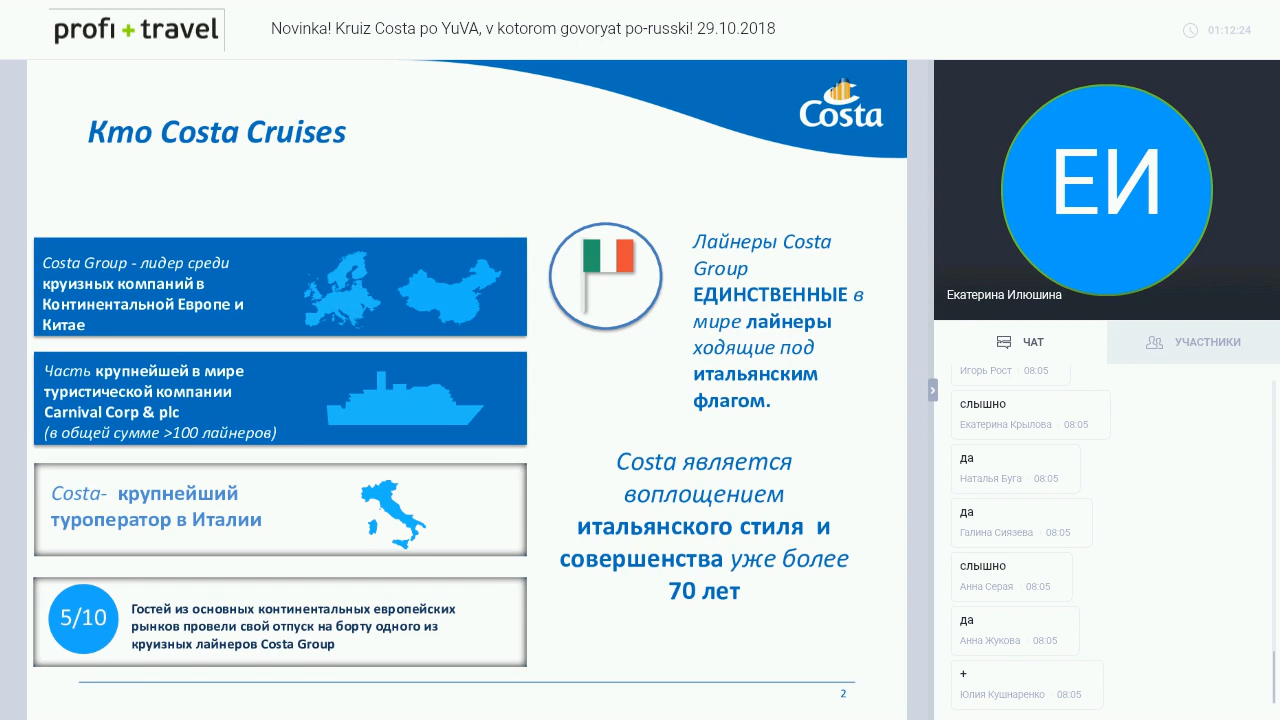 profi + travel
Novinka! Kruiz Costa po YuVA, v kotorom govoryat po-russki! 29.10.2018
01:12:24
Costa
Кто Costa Cruises
Costa Group - лидер среди
круизных компаний в
Континентальной Европе и
Китае
Часть крупнейшей в мире
туристической компании
Carnival Corp & plc
(в общей сумме >100 лайнеров)
Costa- крупнейший
туроператор в Италии
5/10
Гостей из основных континентальных европейских
рынков провели свой отпуск на борту одного из
круизных лайнеров Costa Group
Лайнеры Costa
Group
ЕДИНСТВЕННЫЕ в
мире лайнеры
ходящие под
итальянским
флагом.
Costa является
воплощением
итальянского стиля и
совершенства уже более
70 лет
2
ЕИ
Екатерина Илюшина
ЧАТ
УЧАСТНИКИ
Игорь Рост · 08:05
слышно
Екатерина Крылова · 08:05
да
Наталья Буга · 08:05
да
Галина Сиязева · 08:05
слышно
Анна Серая · 08:05
да
Анна Жукова · 08:05
+
Юлия Кушнаренко · 08:05